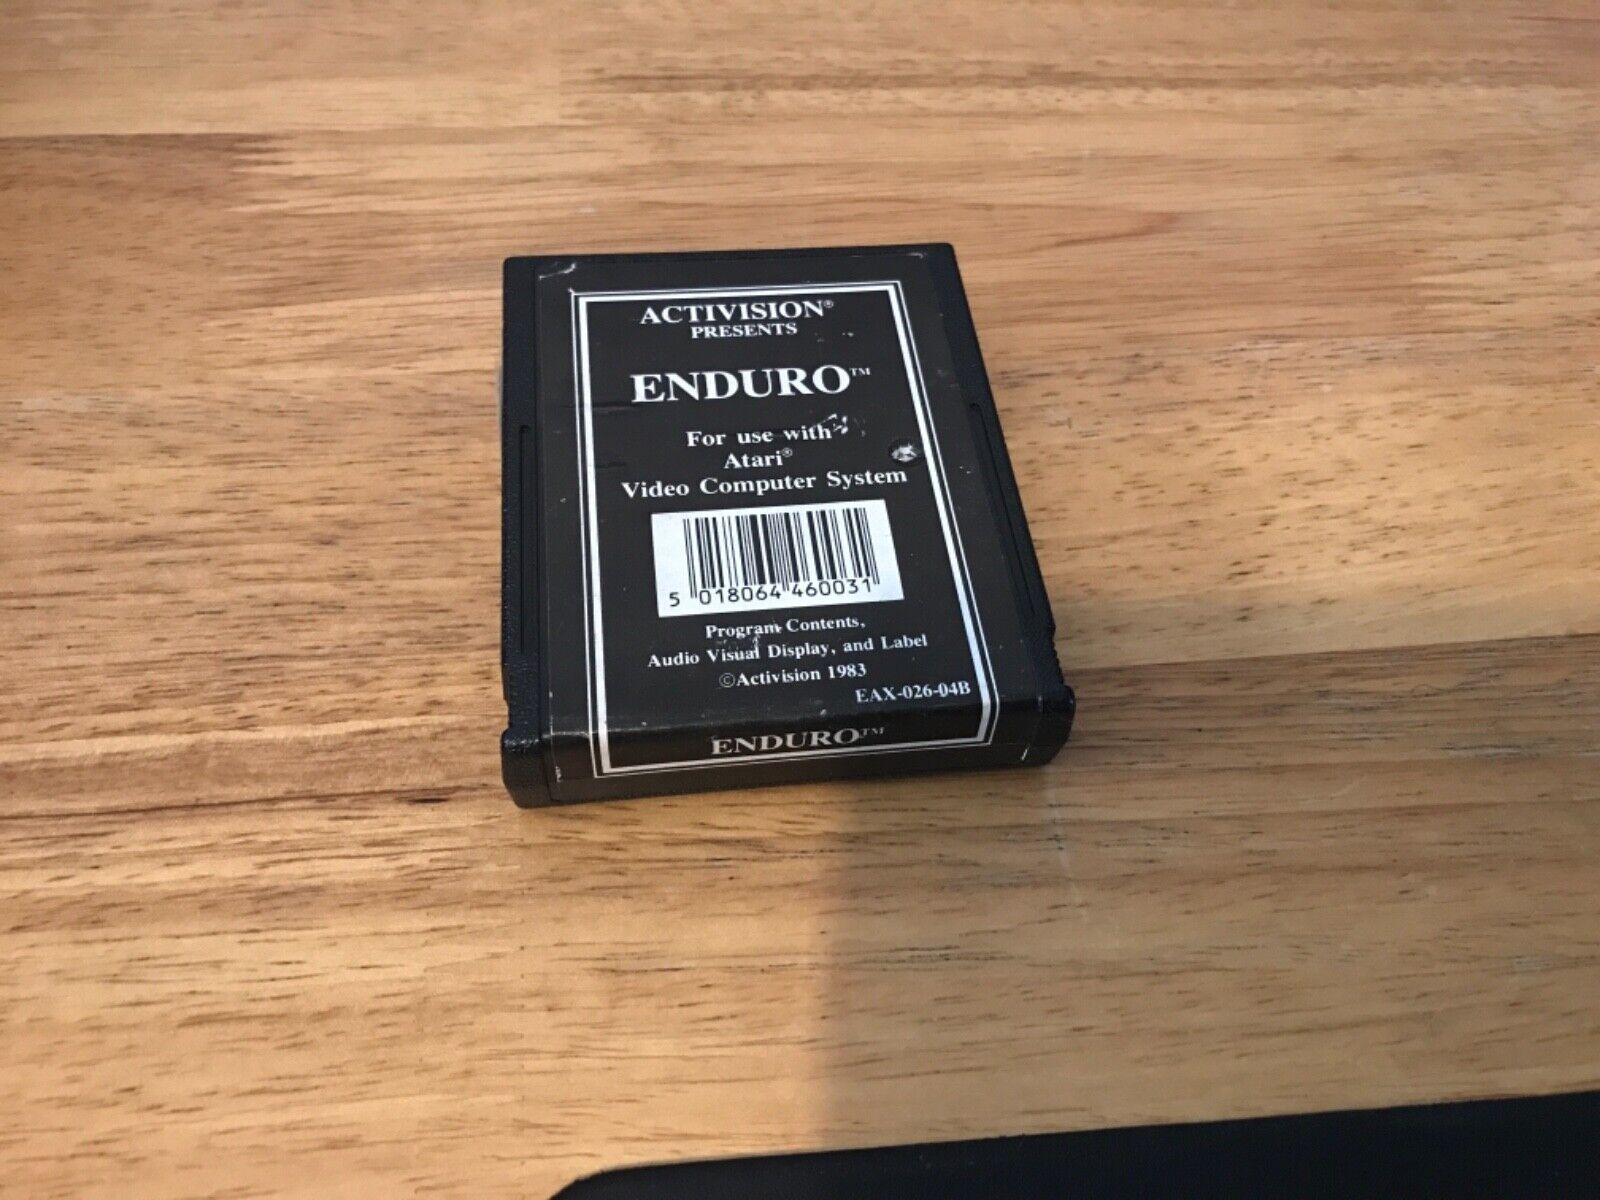 ACTIVISION®
PRESENTS
ENDURO™
For use with
Atari®
Video Computer System
5 018064 460031
Program Contents,
Audio Visual Display, and Label
©Activision 1983
EAX-026-04B
ENDURO™